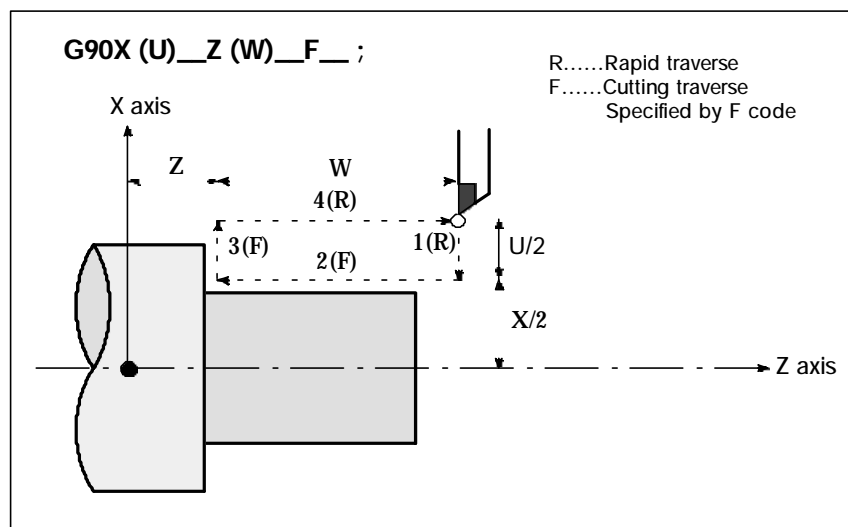 G90X (U)__Z (W)__F__ ;
R......Rapid traverse
F......Cutting traverse
Specified by F code
X axis
Z
W
4(R)
3(F)
1(R)
U/2
2(F)
X/2
Z axis